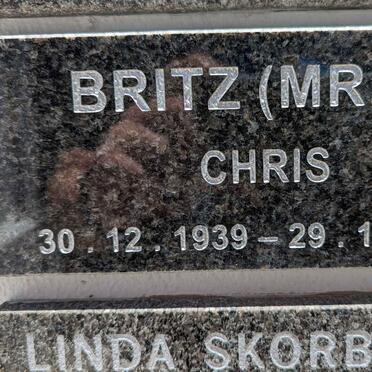 BRITZ (MR
CHRIS
30 . 12 . 1939 – 29 . 1
LINDA SKORB